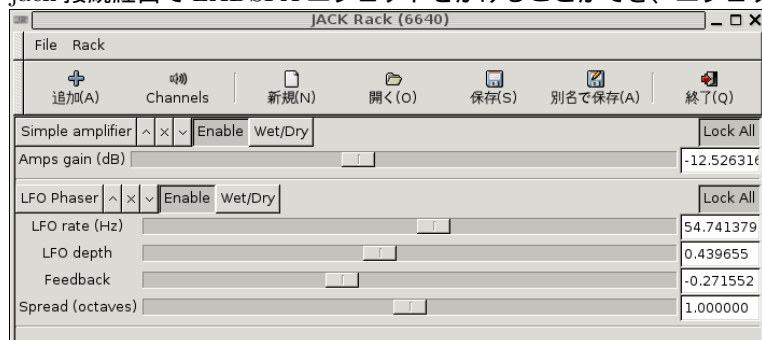 JACK Rack (6640)
File Rack
追加(A) Channels 新規(N) 開く(O) 保存(S) 別名で保存(A) 終了(Q)
Simple amplifier Enable Wet/Dry Lock All
Amps gain (dB) -12.526316
LFO Phaser Enable Wet/Dry Lock All
LFO rate (Hz) 54.741379
LFO depth 0.439655
Feedback -0.271552
Spread (octaves) 1.000000